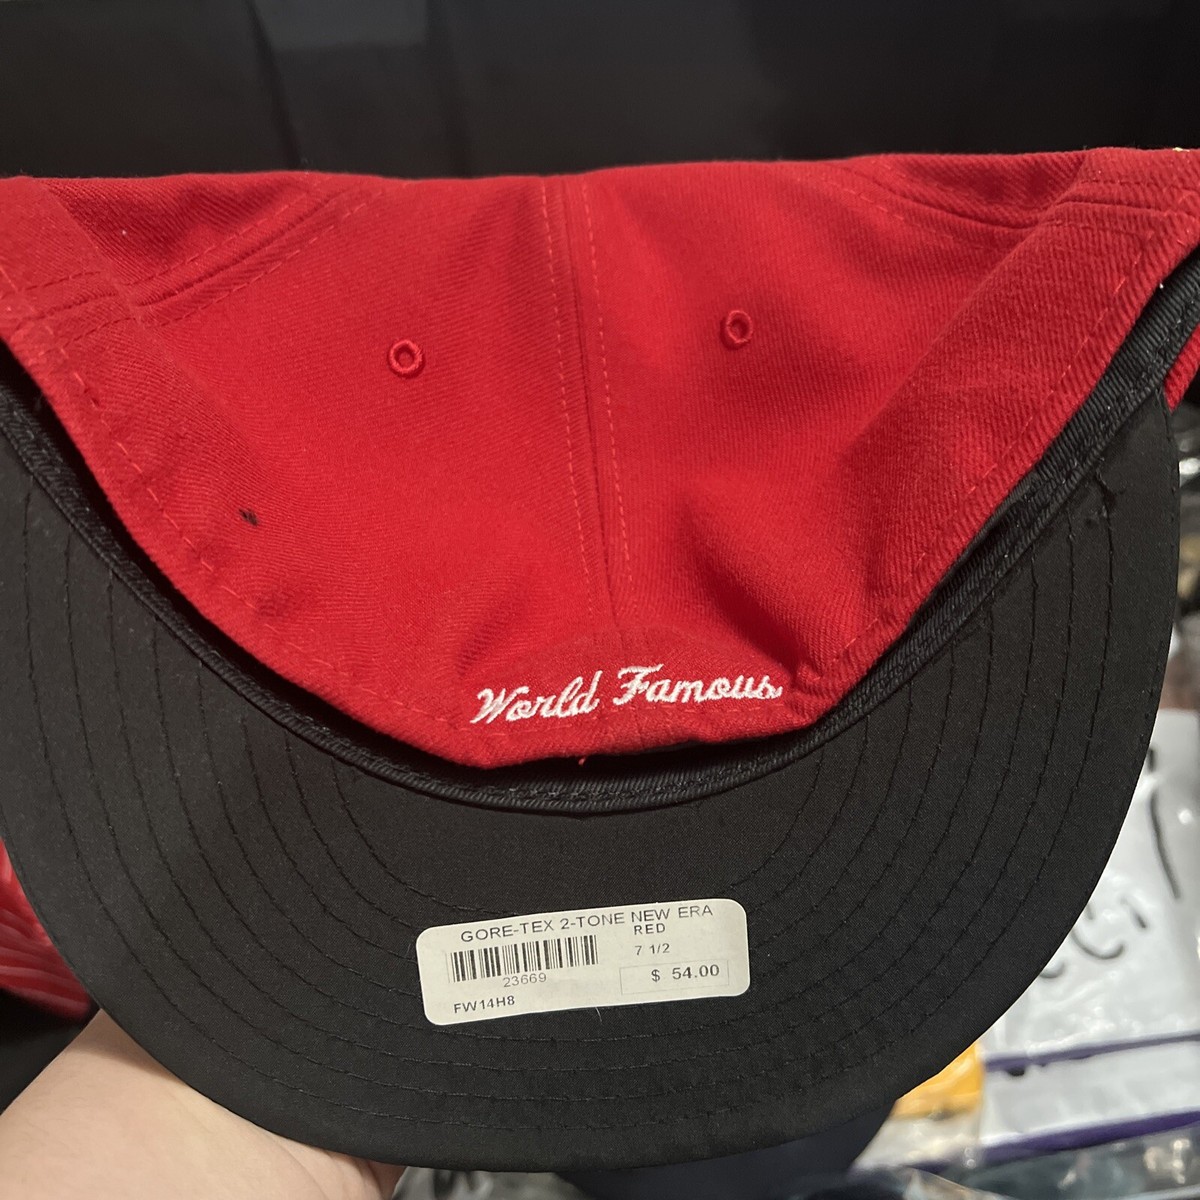 World Famous
GORE-TEX 2-TONE NEW ERA
RED
7 1/2
23669
$ 54.00
FW14H8